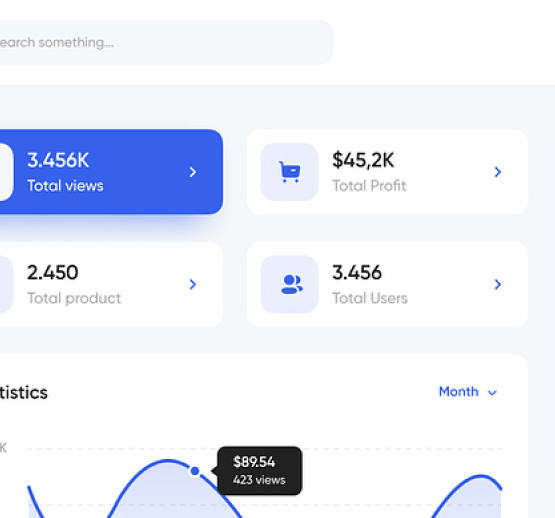 earch something...
3.456K
Total views
$45,2K
Total Profit
2.450
Total product
3.456
Total Users
tistics
Month
K
$89.54
423 views